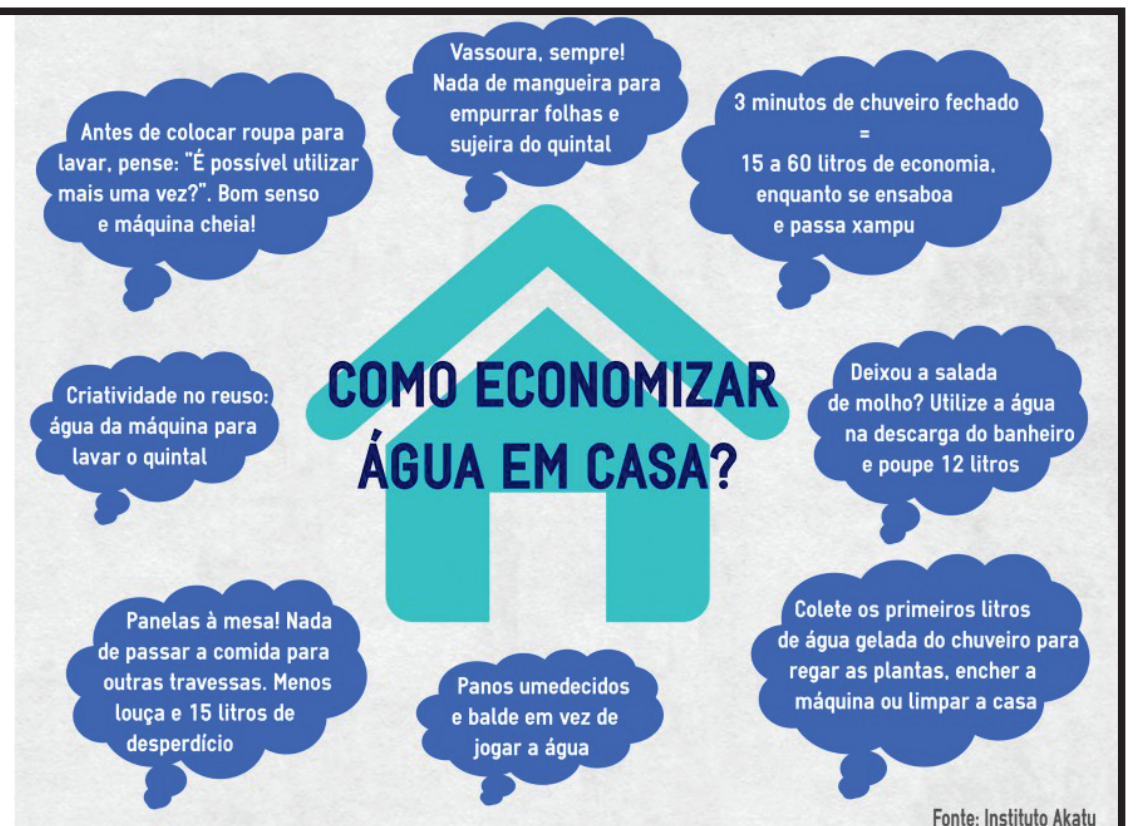 Vassoura, sempre!
Nada de mangueira para
empurrar folhas e
sujeira do quintal
Antes de colocar roupa para
lavar, pense: "É possível utilizar
mais uma vez?". Bom senso
e máquina cheia!
3 minutos de chuveiro fechado
=
15 a 60 litros de economia,
enquanto se ensaboa
e passa xampu
COMO ECONOMIZAR
ÁGUA EM CASA?
Criatividade no reuso:
água da máquina para
lavar o quintal
Deixou a salada
de molho? Utilize a água
na descarga do banheiro
e poupe 12 litros
Panelas à mesa! Nada
de passar a comida para
outras travessas. Menos
louça e 15 litros de
desperdício
Panos umedecidos
e balde em vez de
jogar a água
Colete os primeiros litros
de água gelada do chuveiro para
regar as plantas, encher a
máquina ou limpar a casa
Fonte: Instituto Akatu